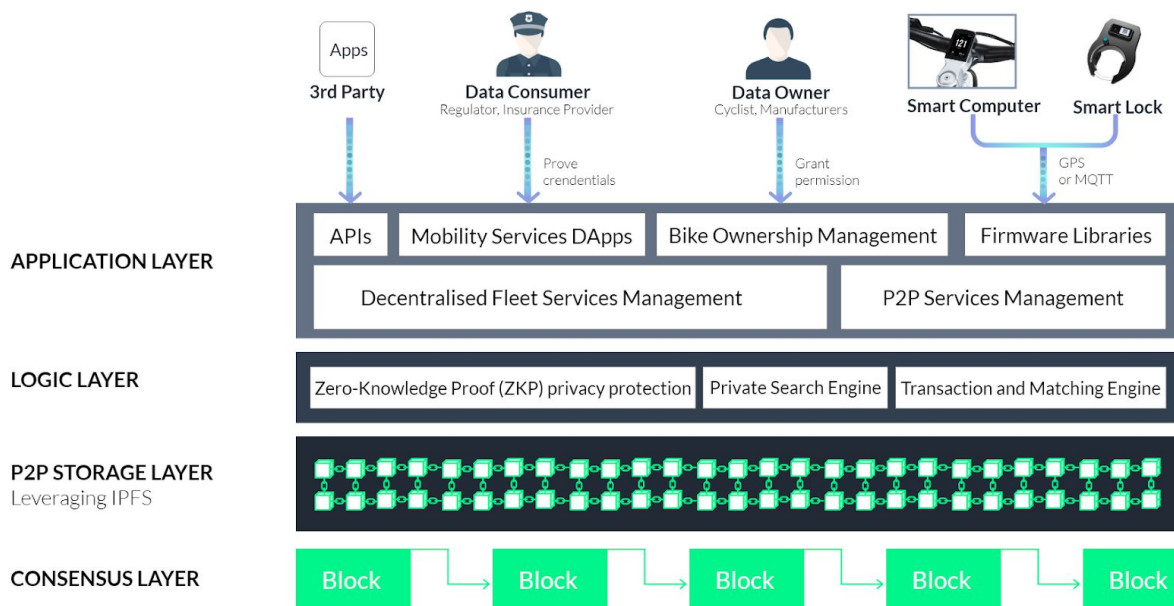 Apps
3rd Party
Data Consumer
Regulator, Insurance Provider
Data Owner
Cyclist, Manufacturers
121
Smart Computer
Smart Lock
Prove
crendentials
Grant
permission
GPS
or MQTT
APPLICATION LAYER
APIs
Mobility Services DApps
Bike Ownership Management
Firmware Libraries
Decentralised Fleet Services Management
P2P Services Management
LOGIC LAYER
Zero-Knowledge Proof (ZKP) privacy protection
Private Search Engine
Transaction and Matching Engine
P2P STORAGE LAYER
Leveraging IPFS
CONSENSUS LAYER
Block
Block
Block
Block
Block